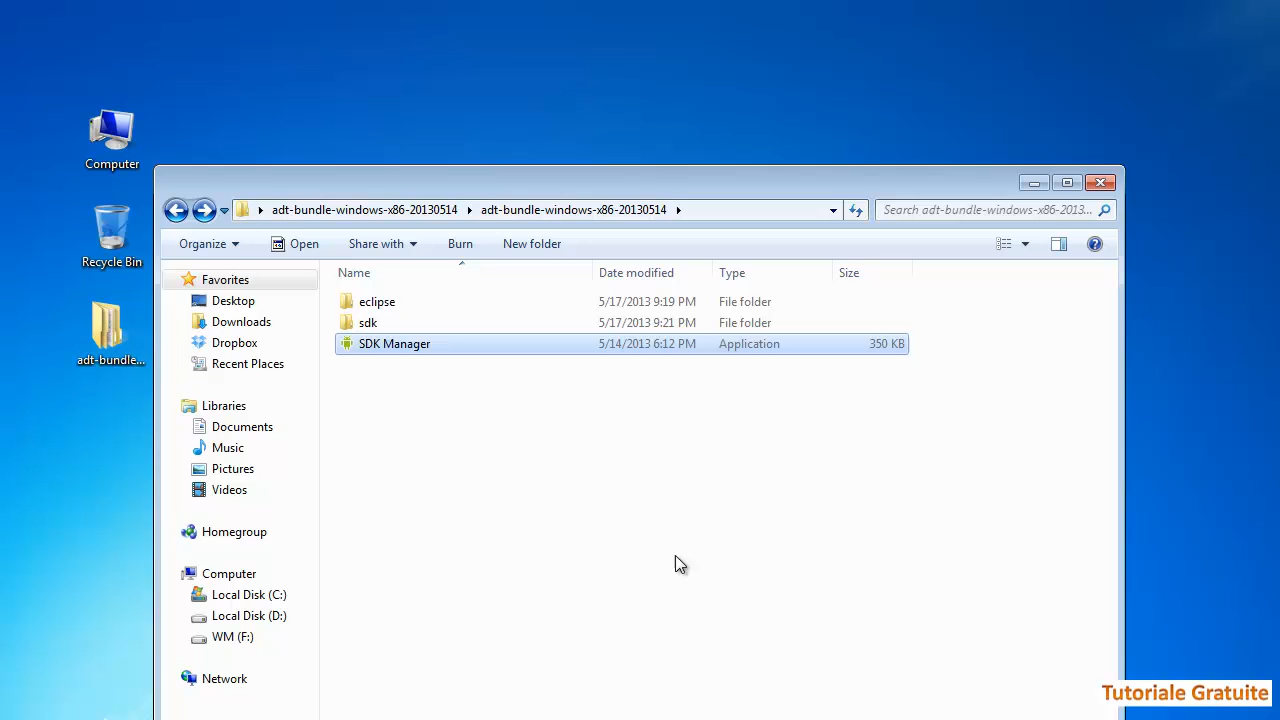 Computer
Recycle Bin
adt-bundle...
adt-bundle-windows-x86-20130514 adt-bundle-windows-x86-20130514 Search adt-bundle-windows-x86-2013...
Organize Open Share with Burn New folder
Name Date modified Type Size
eclipse 5/17/2013 9:19 PM File folder
sdk 5/17/2013 9:21 PM File folder
SDK Manager 5/14/2013 6:12 PM Application 350 KB
Favorites
Desktop
Downloads
Dropbox
Recent Places
Libraries
Documents
Music
Pictures
Videos
Homegroup
Computer
Local Disk (C:)
Local Disk (D:)
WM (F:)
Network
Tutoriale Gratuite